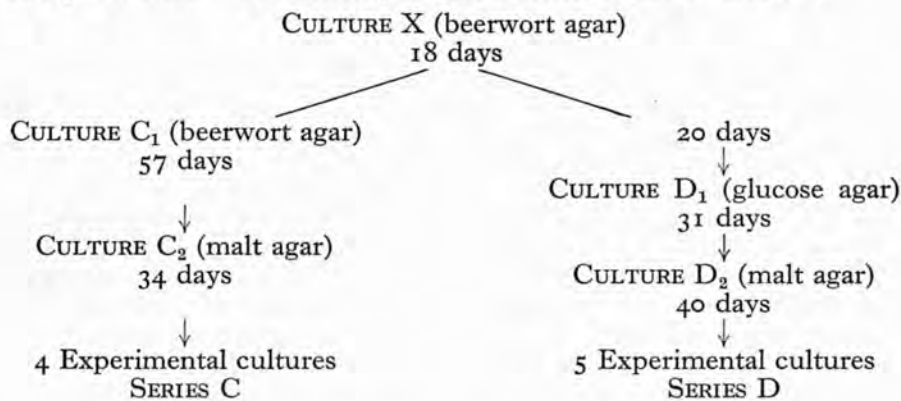 CULTURE X (beerwort agar)
18 days
CULTURE C₁ (beerwort agar)
57 days
CULTURE C₂ (malt agar)
34 days
4 Experimental cultures
SERIES C
20 days
CULTURE D₁ (glucose agar)
31 days
CULTURE D₂ (malt agar)
40 days
5 Experimental cultures
SERIES D